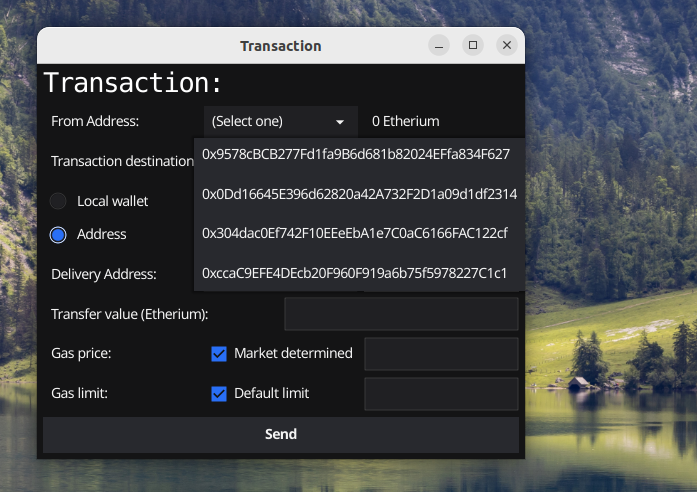 Transaction
Transaction:
From Address:
(Select one)
0 Etherium
0x9578cBCB277Fd1fa9B6d681b82024EFfa834F627
Transaction destination
0x0Dd16645E396d62820a42A732F2D1a09d1df2314
Local wallet
0x304dac0Ef742F10EEeEbA1e7C0aC6166FAC122cf
Address
0xccaC9EFE4DEcb20F960F919a6b75f5978227C1c1
Delivery Address:
Transfer value (Etherium):
Gas price:
Market determined
Gas limit:
Default limit
Send